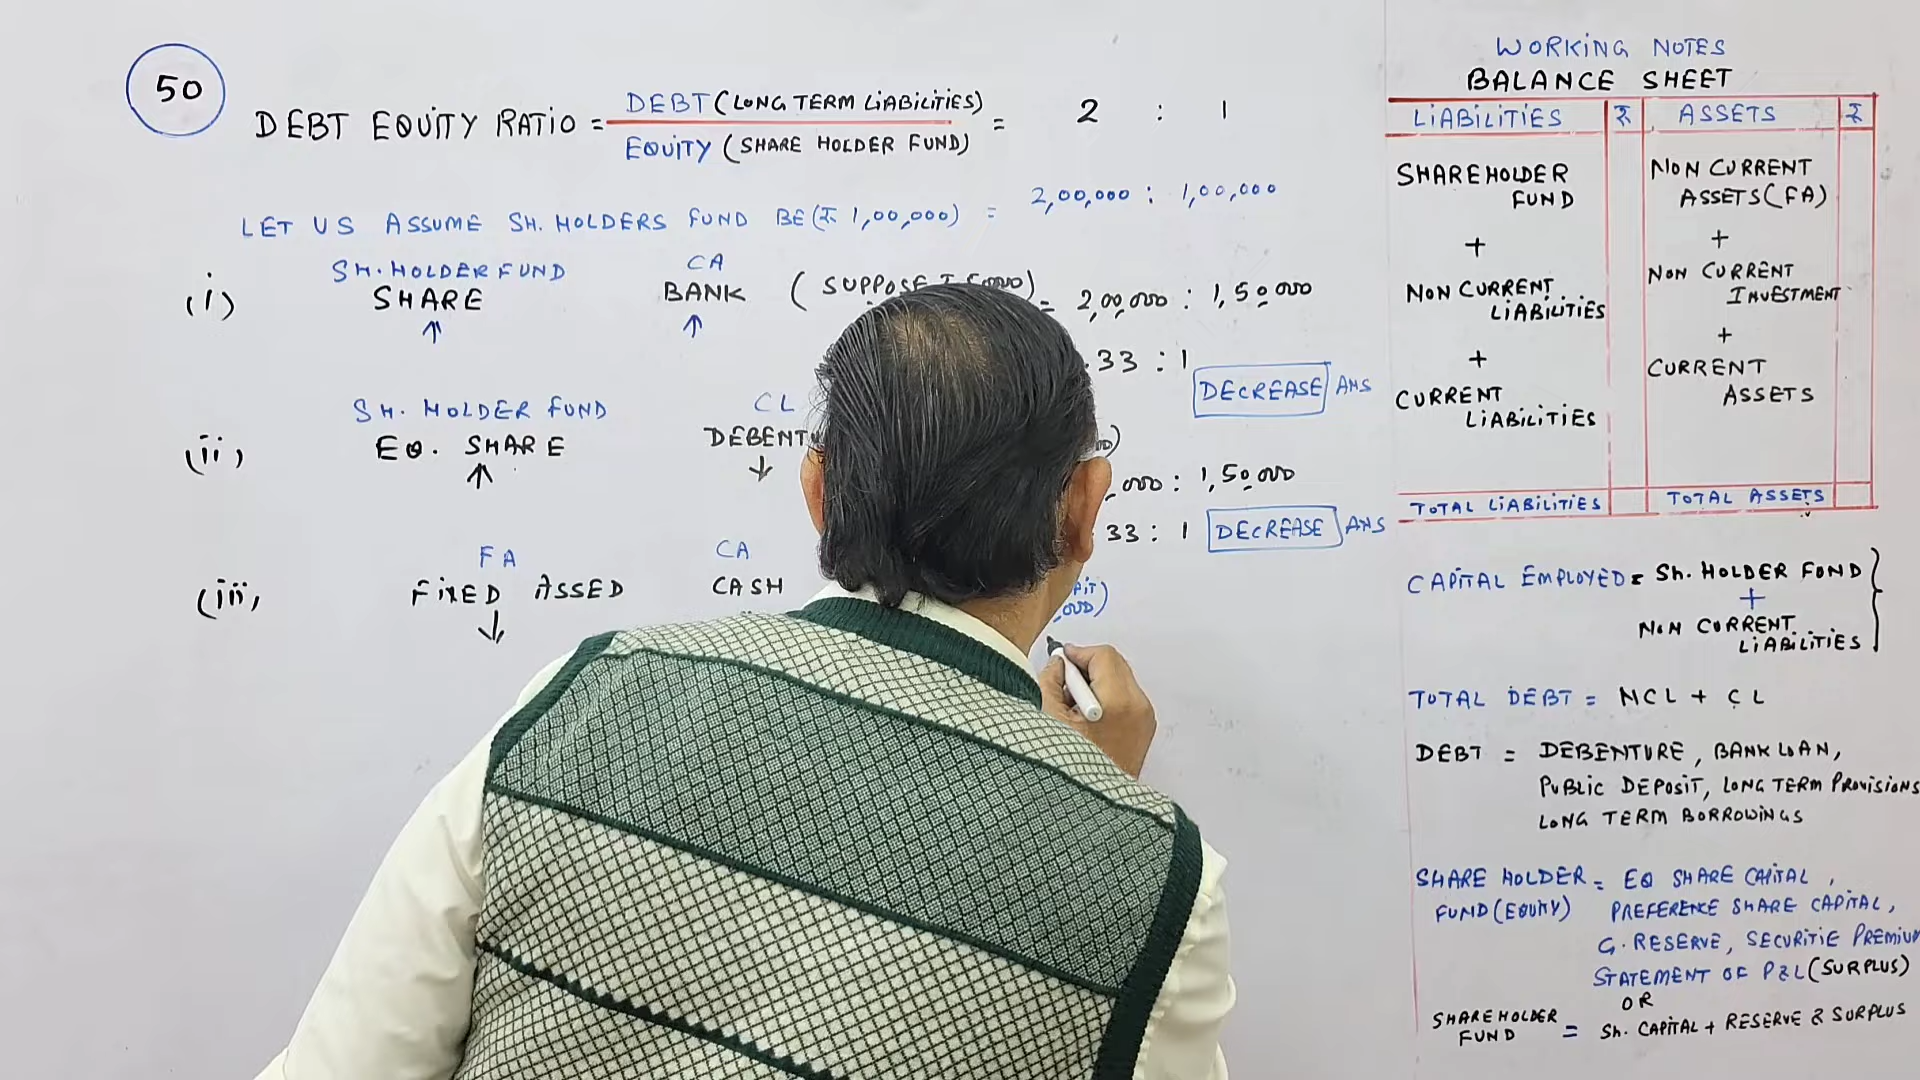 50
DEBT EQUITY RATIO = DEBT (LONG TERM LIABILITIES) = 2 : 1
EQUITY (SHARE HOLDER FUND)
LET US ASSUME SH. HOLDERS FUND BE (₹ 1,00,000) = 2,00,000 : 1,00,000
SH. HOLDER FUND CA
(i) SHARE ↑ BANK ↑ (SUPPOSE = 2,00,000 : 1,50,000
.33 : 1 DECREASE ANS
SH. HOLDER FUND CL
(ii) EQ. SHARE ↑ ↓
: 1,50,000
33 : 1 DECREASE ANS
FA CA
(iii) FIXED ASSED ↓ CASH
WORKING NOTES
BALANCE SHEET
LIABILITIES ₹ ASSETS ₹
SHAREHOLDER NON CURRENT
FUND ASSETS (FA)
+ +
NON CURRENT NON CURRENT
LIABILITIES INVESTMENT
+ +
CURRENT CURRENT
LIABILITIES ASSETS
TOTAL LIABILITIES TOTAL ASSETS
CAPITAL EMPLOYED = SH. HOLDER FUND
+
NON CURRENT
LIABILITIES
TOTAL DEBT = NCL + CL
DEBT = DEBENTURE, BANK LOAN,
PUBLIC DEPOSIT, LONG TERM PROVISIONS
LONG TERM BORROWINGS
SHARE HOLDER = EQ SHARE CAPITAL,
FUND (EQUITY) PREFERENCE SHARE CAPITAL,
G. RESERVE, SECURITIE PREMIUM
STATEMENT OF P&L (SURPLUS)
OR
SHAREHOLDER FUND = SH. CAPITAL + RESERVE & SURPLUS